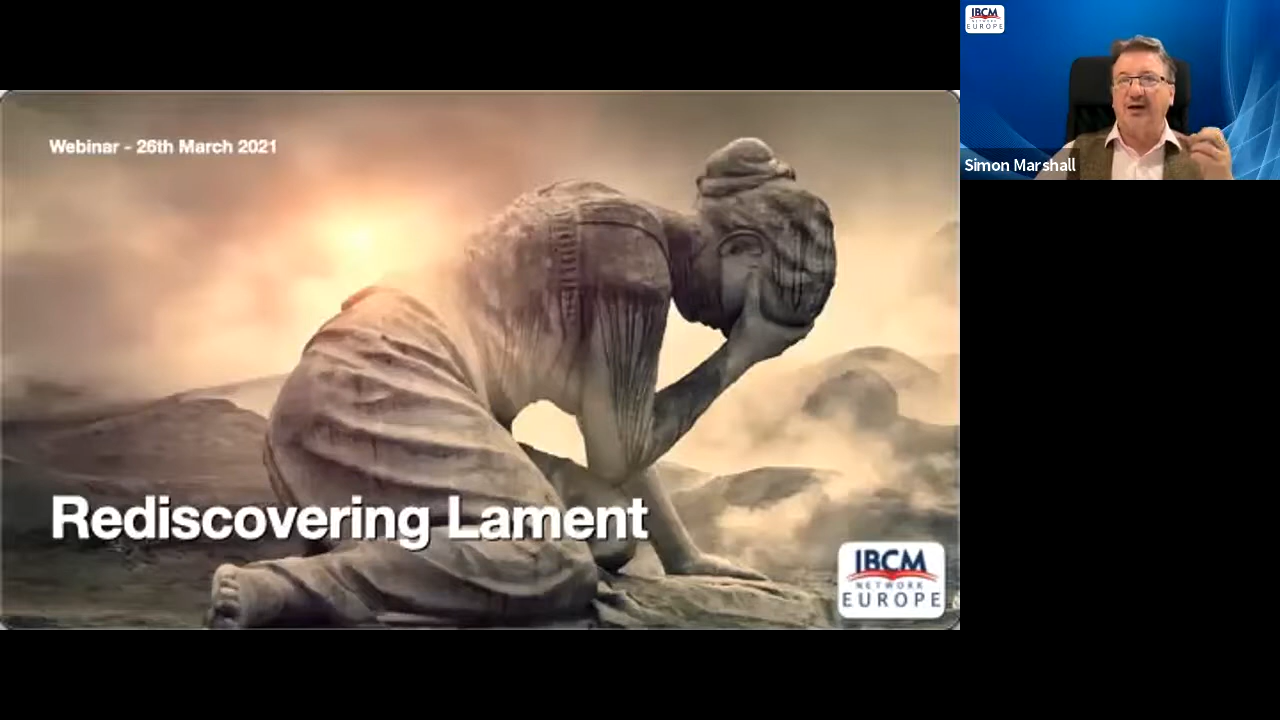 Webinar - 26th March 2021
Rediscovering Lament
IBCM
NETWORK
EUROPE
IBCM
NETWORK
EUROPE
Simon Marshall